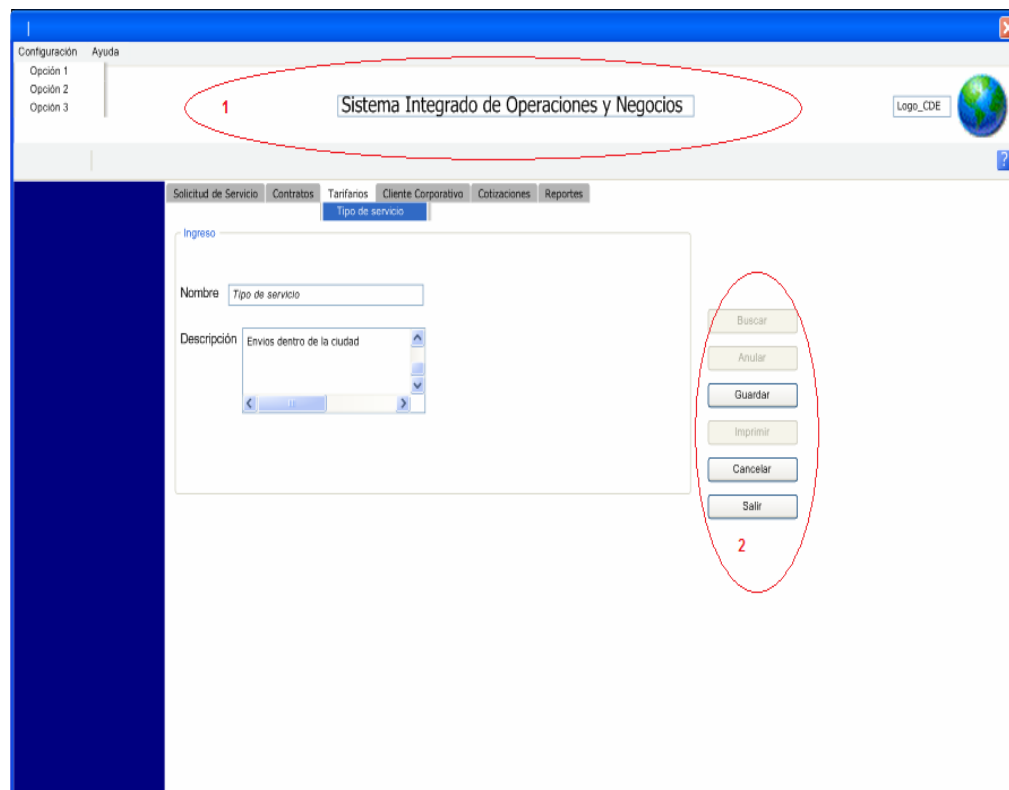 Configuración Ayuda
Opción 1
Opción 2
Opción 3
1
Sistema Integrado de Operaciones y Negocios
Logo_CDE
?
Solicitud de Servicio Contratos Tarifarios Cliente Corporativo Cotizaciones Reportes
Tipo de servicio
Ingreso
Nombre Tipo de servicio
Descripción Envios dentro de la ciudad
Buscar
Anular
Guardar
Imprimir
Cancelar
Salir
2